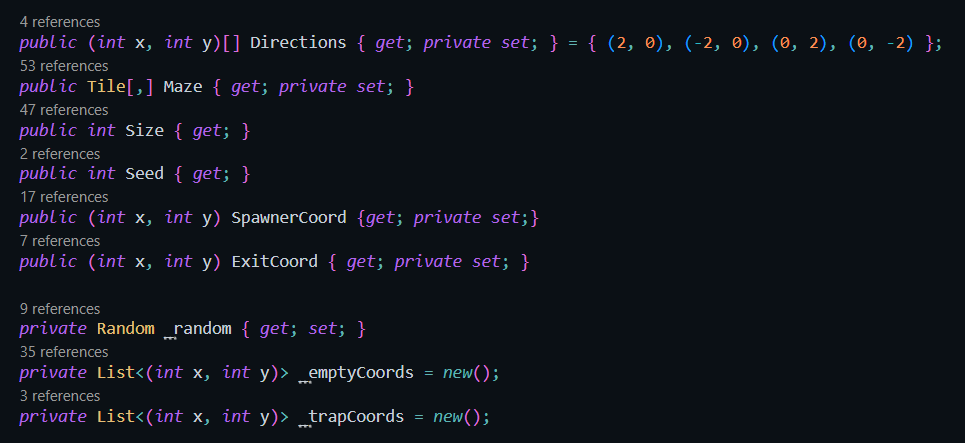 4 references
public (int x, int y)[] Directions { get; private set; } = { (2, 0), (-2, 0), (0, 2), (0, -2) };
53 references
public Tile[,] Maze { get; private set; }
47 references
public int Size { get; }
2 references
public int Seed { get; }
17 references
public (int x, int y) SpawnerCoord {get; private set;}
7 references
public (int x, int y) ExitCoord { get; private set; }
9 references
private Random _random { get; set; }
35 references
private List<(int x, int y)> _emptyCoords = new();
3 references
private List<(int x, int y)> _trapCoords = new();